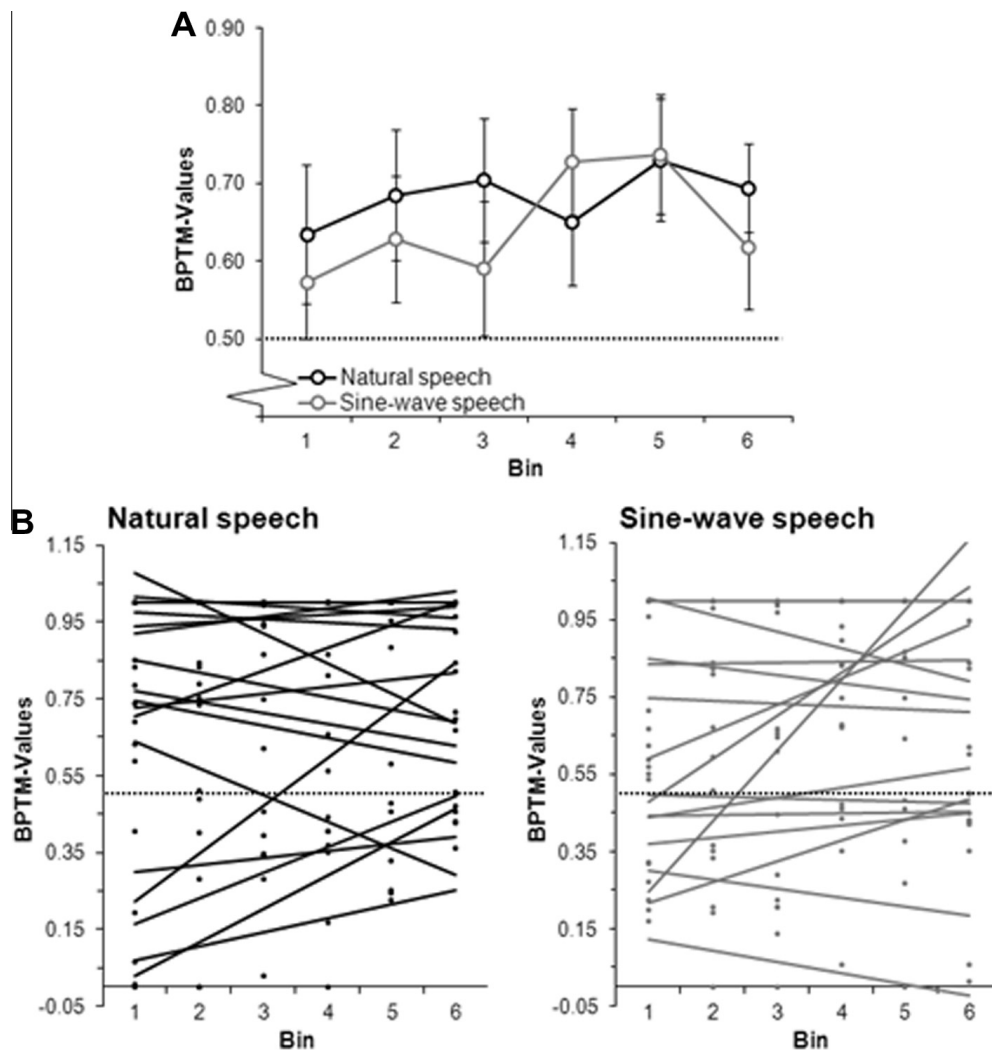 A
0.90
0.80
0.70
0.60
0.50
BPTM-Values
Natural speech
Sine-wave speech
1 2 3 4 5 6
Bin
B
Natural speech
1.15
0.95
0.75
0.55
0.35
0.15
-0.05
BPTM-Values
1 2 3 4 5 6
Bin
Sine-wave speech
1.15
0.95
0.75
0.55
0.35
0.15
-0.05
BPTM-Values
1 2 3 4 5 6
Bin